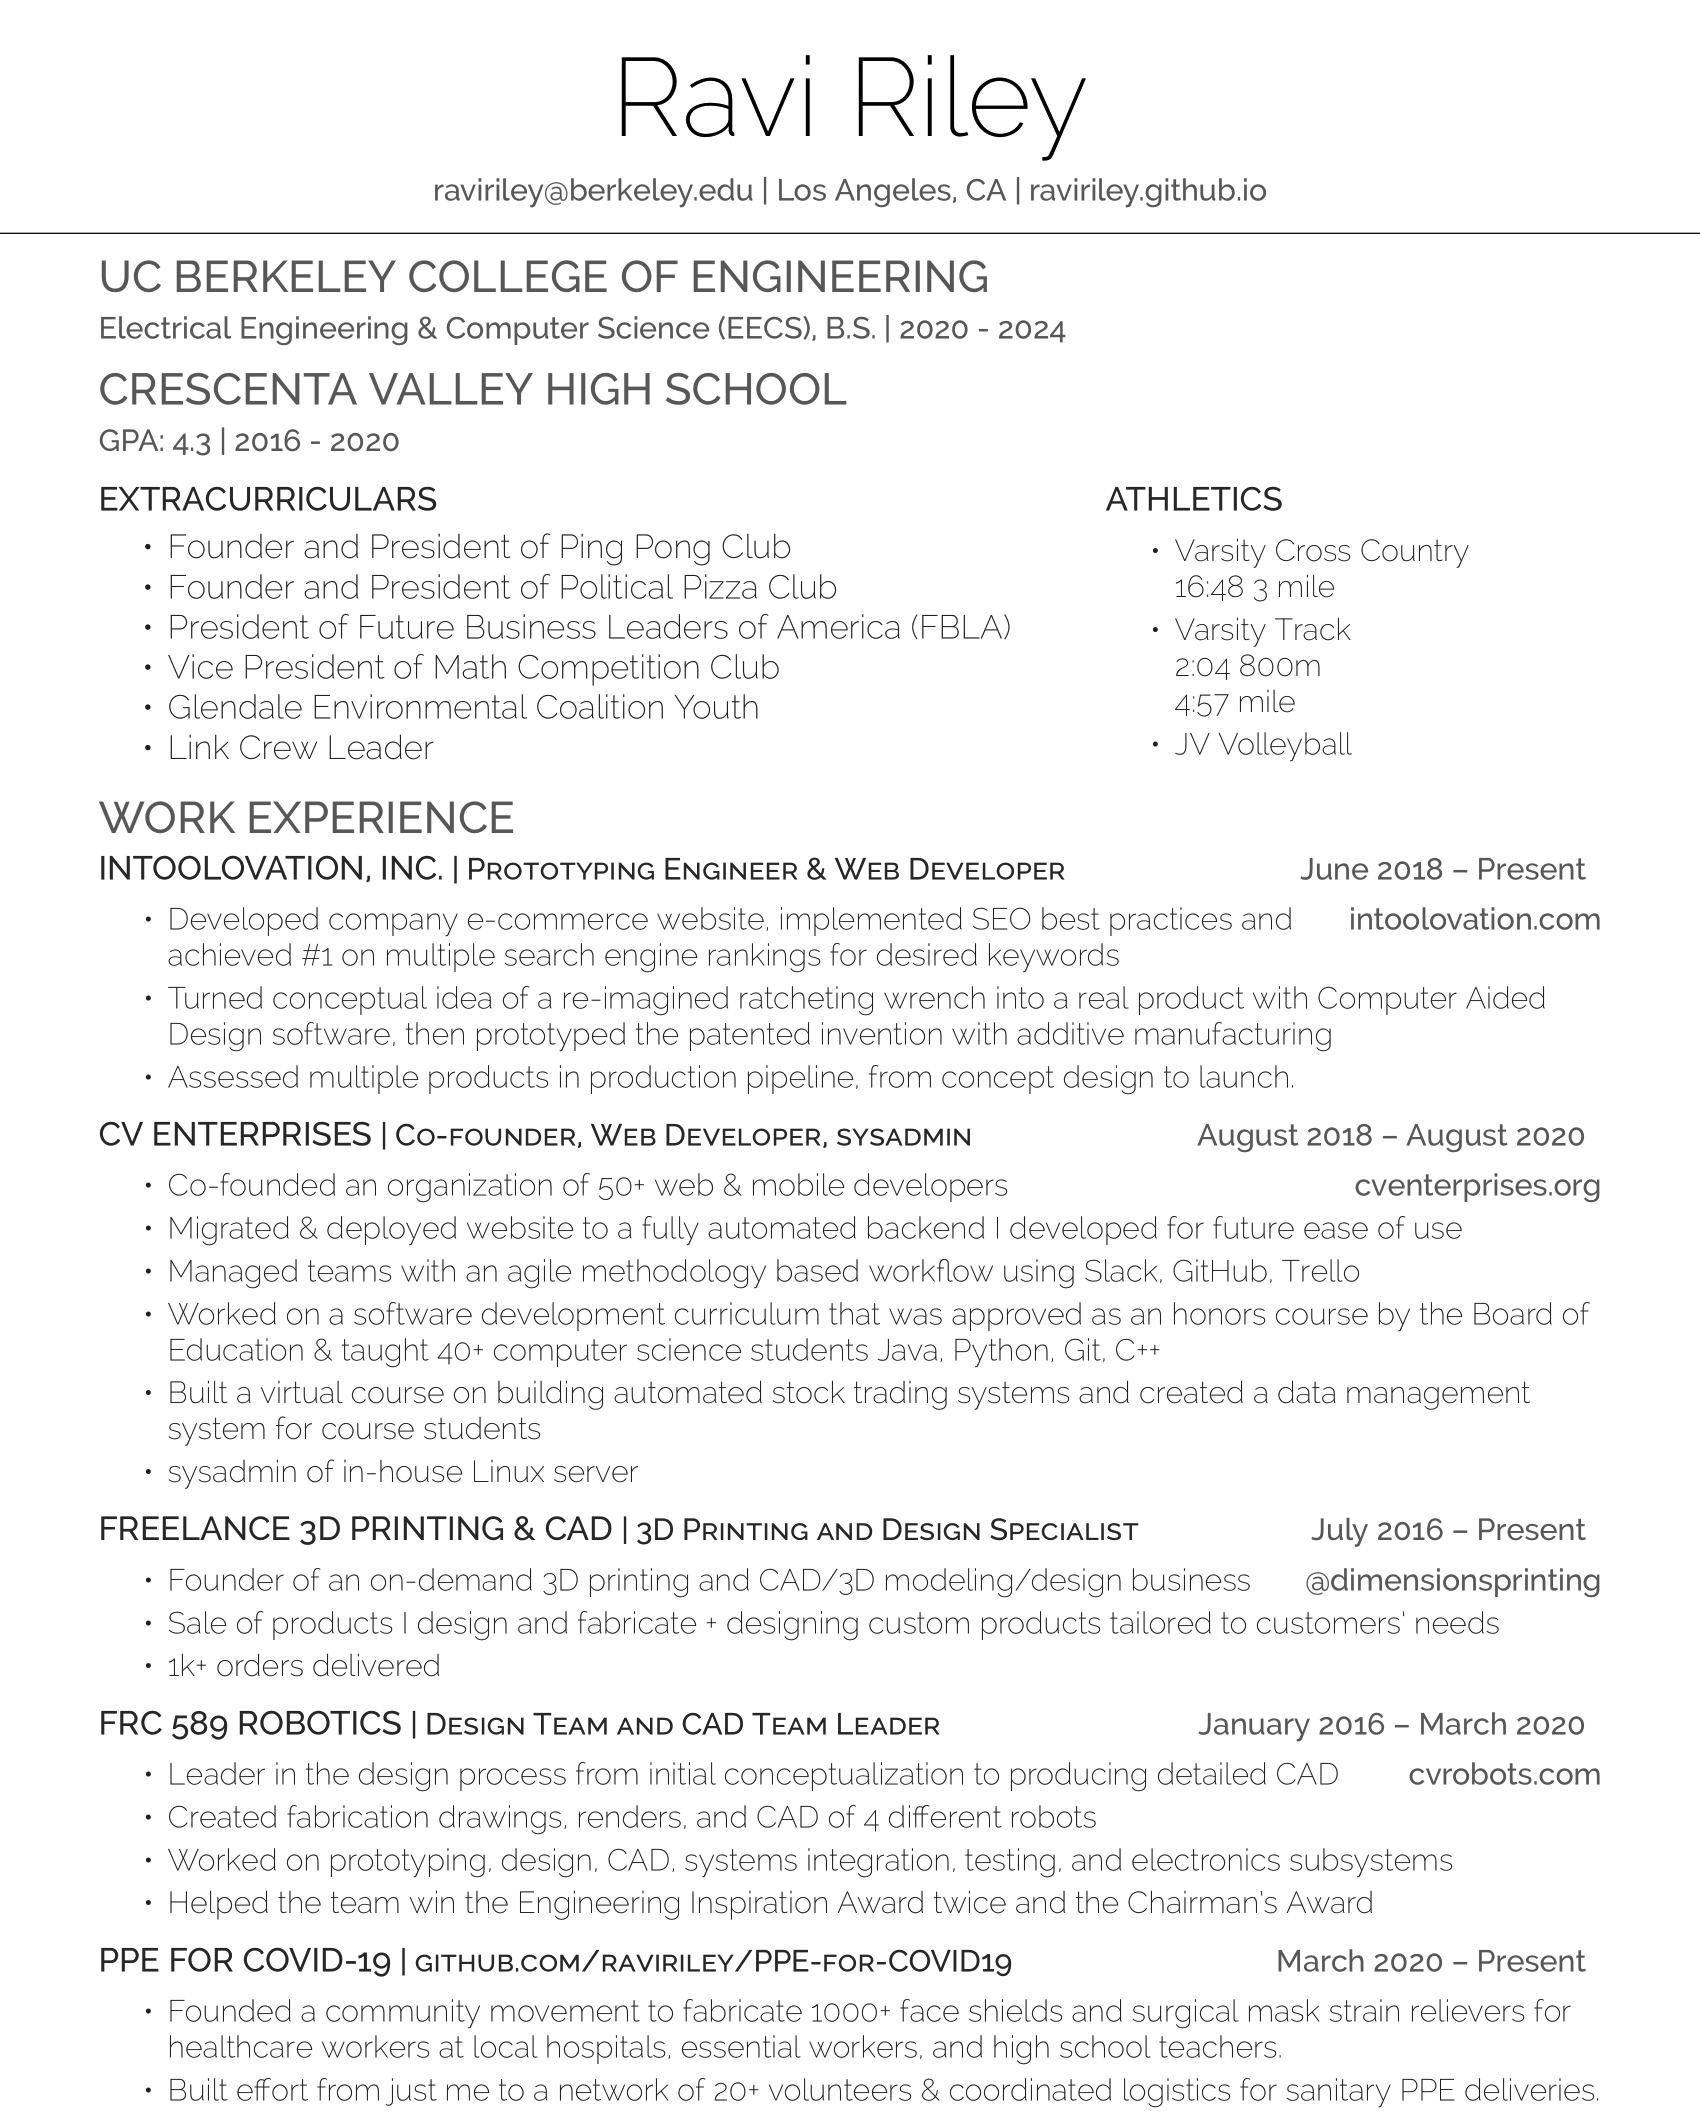 Ravi Riley
raviriley@berkeley.edu | Los Angeles, CA | raviriley.github.io
UC BERKELEY COLLEGE OF ENGINEERING
Electrical Engineering & Computer Science (EECS), B.S. | 2020 - 2024
CRESCENTA VALLEY HIGH SCHOOL
GPA: 4.3 | 2016 - 2020
EXTRACURRICULARS
• Founder and President of Ping Pong Club
• Founder and President of Political Pizza Club
• President of Future Business Leaders of America (FBLA)
• Vice President of Math Competition Club
• Glendale Environmental Coalition Youth
• Link Crew Leader
ATHLETICS
• Varsity Cross Country
16:48 3 mile
• Varsity Track
2:04 800m
4:57 mile
• JV Volleyball
WORK EXPERIENCE
INTOOLOVATION, INC. | Prototyping Engineer & Web Developer June 2018 – Present
• Developed company e-commerce website, implemented SEO best practices and intoolovation.com
achieved #1 on multiple search engine rankings for desired keywords
• Turned conceptual idea of a re-imagined ratcheting wrench into a real product with Computer Aided
Design software, then prototyped the patented invention with additive manufacturing
• Assessed multiple products in production pipeline, from concept design to launch.
CV ENTERPRISES | Co-founder, Web Developer, sysadmin August 2018 – August 2020
• Co-founded an organization of 50+ web & mobile developers cventerprises.org
• Migrated & deployed website to a fully automated backend I developed for future ease of use
• Managed teams with an agile methodology based workflow using Slack, GitHub, Trello
• Worked on a software development curriculum that was approved as an honors course by the Board of
Education & taught 40+ computer science students Java, Python, Git, C++
• Built a virtual course on building automated stock trading systems and created a data management
system for course students
• sysadmin of in-house Linux server
FREELANCE 3D PRINTING & CAD | 3D Printing and Design Specialist July 2016 – Present
• Founder of an on-demand 3D printing and CAD/3D modeling/design business @dimensionsprinting
• Sale of products I design and fabricate + designing custom products tailored to customers' needs
• 1k+ orders delivered
FRC 589 ROBOTICS | Design Team and CAD Team Leader January 2016 – March 2020
• Leader in the design process from initial conceptualization to producing detailed CAD cvrobots.com
• Created fabrication drawings, renders, and CAD of 4 different robots
• Worked on prototyping, design, CAD, systems integration, testing, and electronics subsystems
• Helped the team win the Engineering Inspiration Award twice and the Chairman's Award
PPE FOR COVID-19 | github.com/raviriley/PPE-for-COVID19 March 2020 – Present
• Founded a community movement to fabricate 1000+ face shields and surgical mask strain relievers for
healthcare workers at local hospitals, essential workers, and high school teachers.
• Built effort from just me to a network of 20+ volunteers & coordinated logistics for sanitary PPE deliveries.